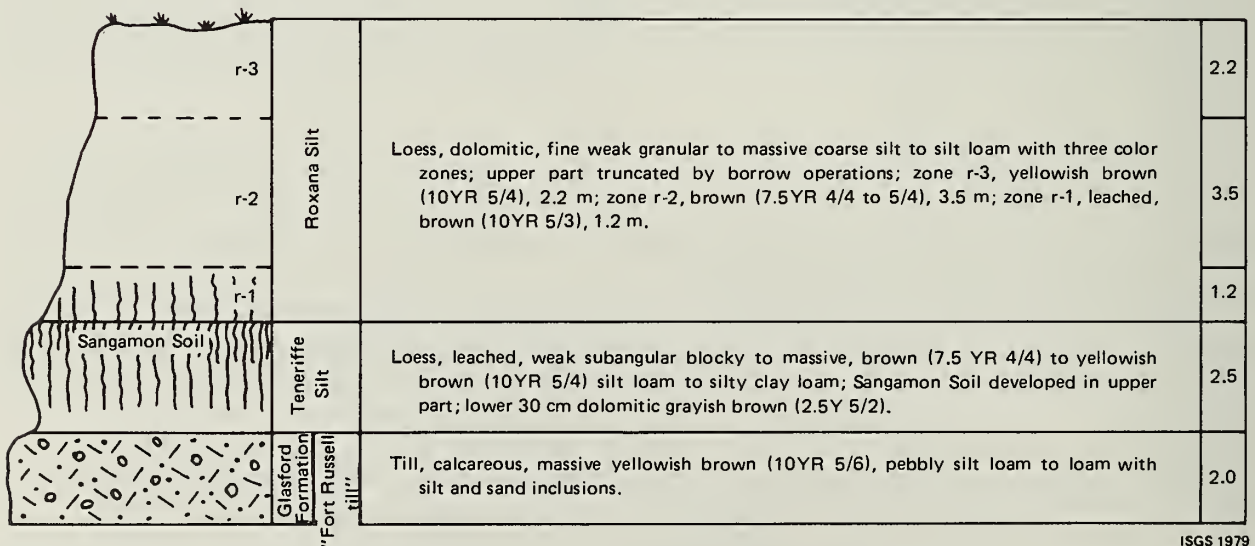 r-3
r-2
r-1
Sangamon Soil
Roxana Silt
Loess, dolomitic, fine weak granular to massive coarse silt to silt loam with three color
zones; upper part truncated by borrow operations; zone r-3, yellowish brown
(10YR 5/4), 2.2 m; zone r-2, brown (7.5YR 4/4 to 5/4), 3.5 m; zone r-1, leached,
brown (10YR 5/3), 1.2 m.
2.2
3.5
1.2
Teneriffe
Silt
Loess, leached, weak subangular blocky to massive, brown (7.5 YR 4/4) to yellowish
brown (10YR 5/4) silt loam to silty clay loam; Sangamon Soil developed in upper
part; lower 30 cm dolomitic grayish brown (2.5Y 5/2).
2.5
Glasford
Formation
"Fort Russell
till"
Till, calcareous, massive yellowish brown (10YR 5/6), pebbly silt loam to loam with
silt and sand inclusions.
2.0
ISGS 1979